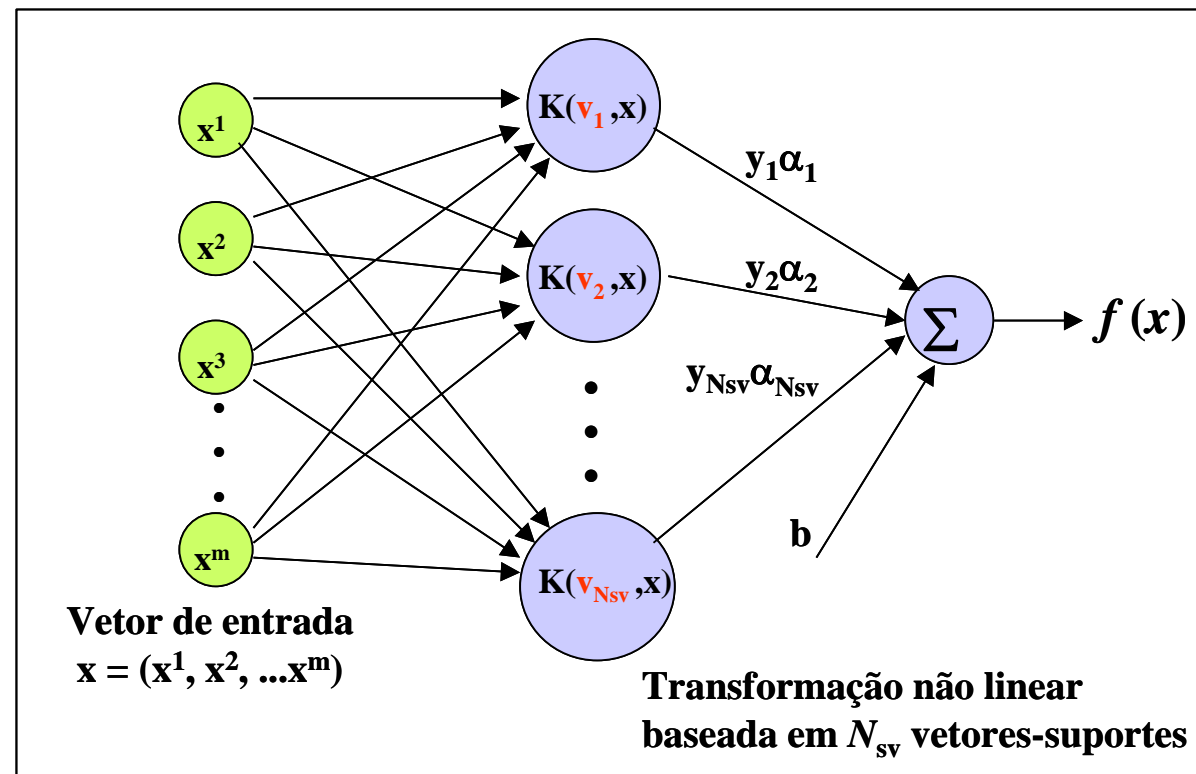 x¹
x²
x³
xᵐ
Vetor de entrada
x = (x¹, x², ...xᵐ)
K(v₁,x)
K(v₂,x)
K(v_Nsv,x)
Transformação não linear
baseada em N_sv vetores-suportes
y₁α₁
y₂α₂
y_Nsvα_Nsv
b
Σ
f(x)